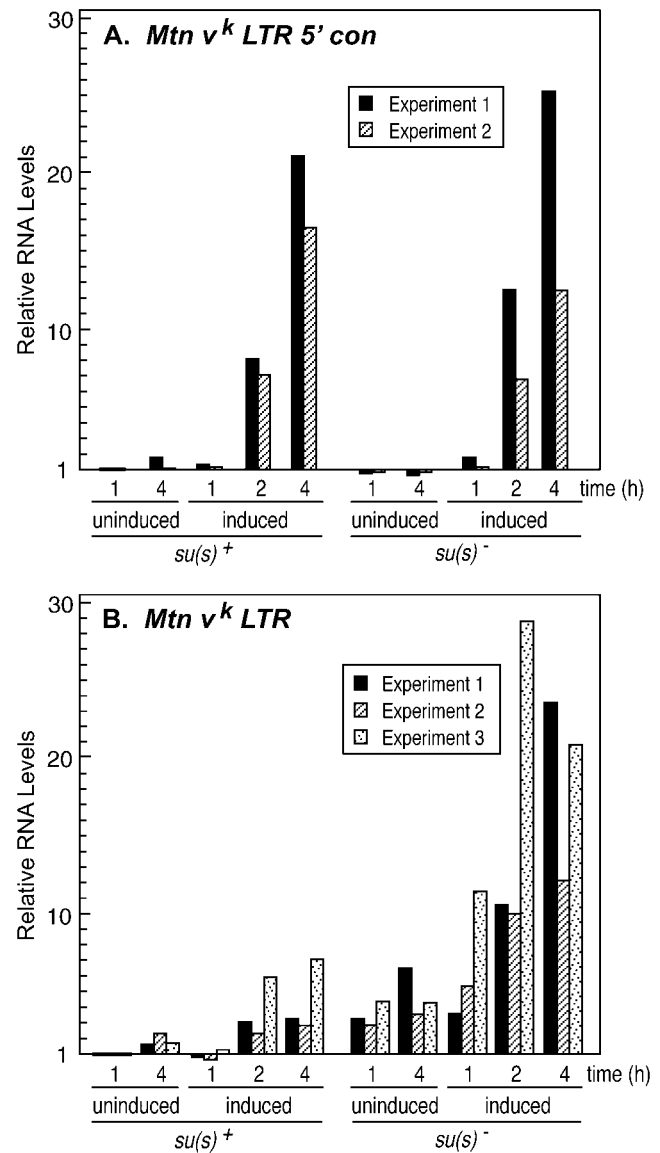 A. Mtn v k LTR 5' con
30
20
10
1
Relative RNA Levels
Experiment 1
Experiment 2
1 4 1 2 4 1 4 1 2 4 time (h)
uninduced induced uninduced induced
su(s) + su(s) -
B. Mtn v k LTR
30
20
10
1
Relative RNA Levels
Experiment 1
Experiment 2
Experiment 3
1 4 1 2 4 1 4 1 2 4 time (h)
uninduced induced uninduced induced
su(s) + su(s) -